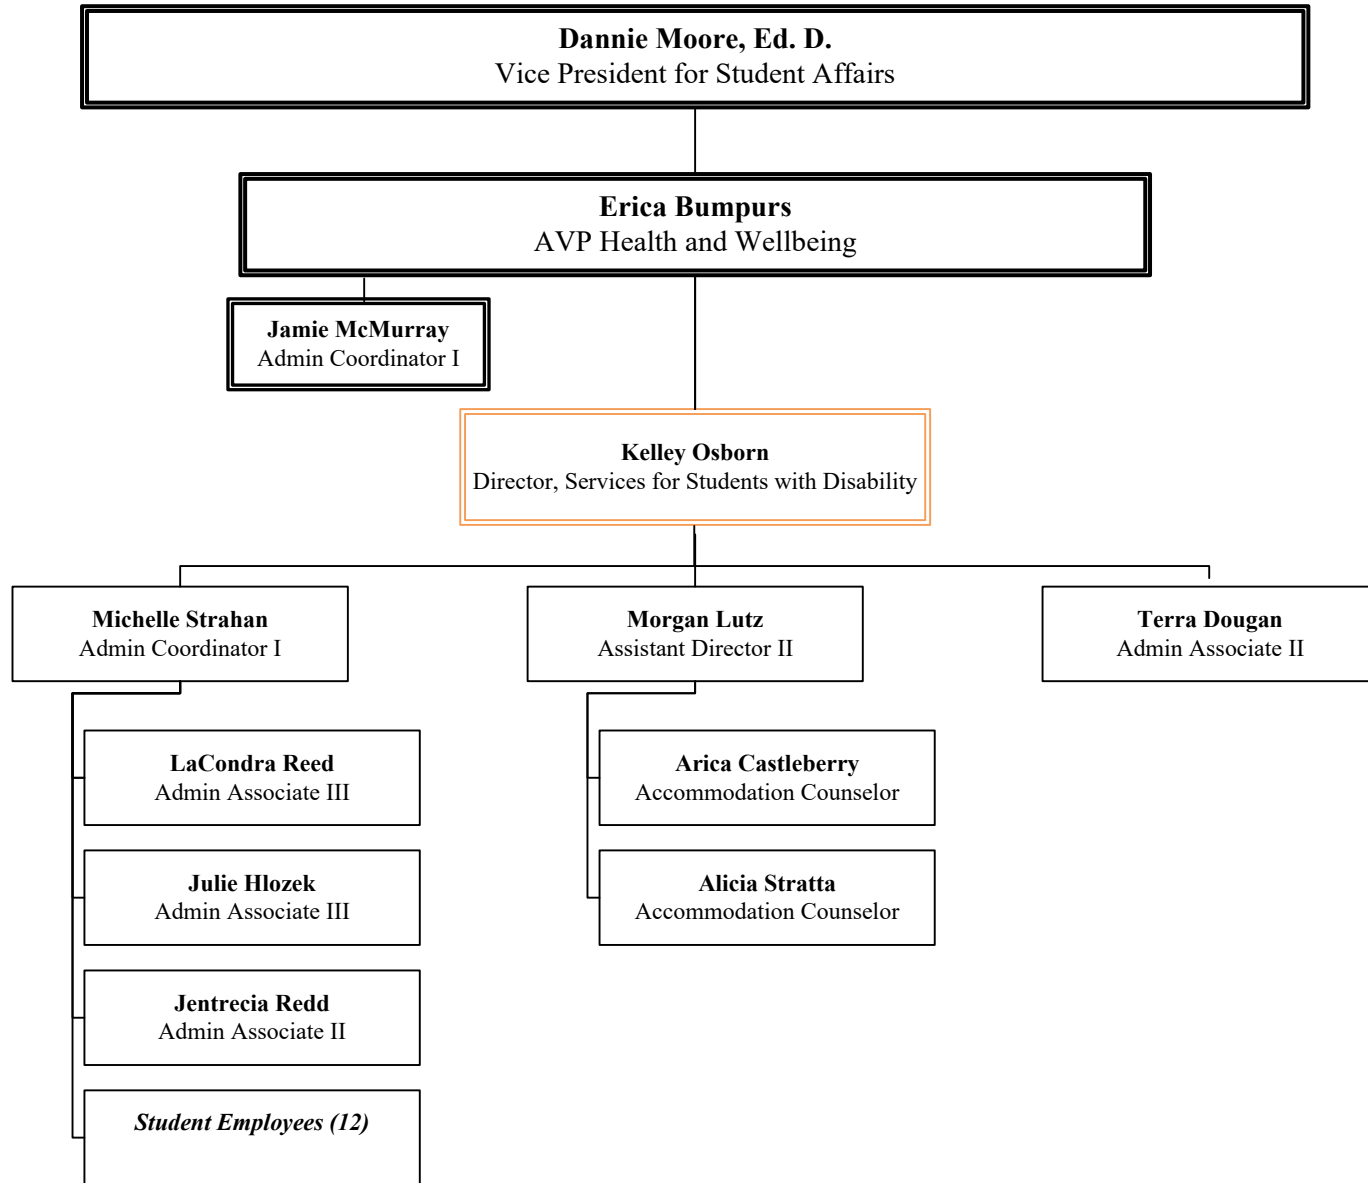 Dannie Moore, Ed. D.
Vice President for Student Affairs
Erica Bumpurs
AVP Health and Wellbeing
Jamie McMurray
Admin Coordinator I
Kelley Osborn
Director, Services for Students with Disability
Michelle Strahan
Admin Coordinator I
Morgan Lutz
Assistant Director II
Terra Dougan
Admin Associate II
LaCondra Reed
Admin Associate III
Arica Castleberry
Accommodation Counselor
Julie Hlozek
Admin Associate III
Alicia Stratta
Accommodation Counselor
Jentrecia Redd
Admin Associate II
Student Employees (12)